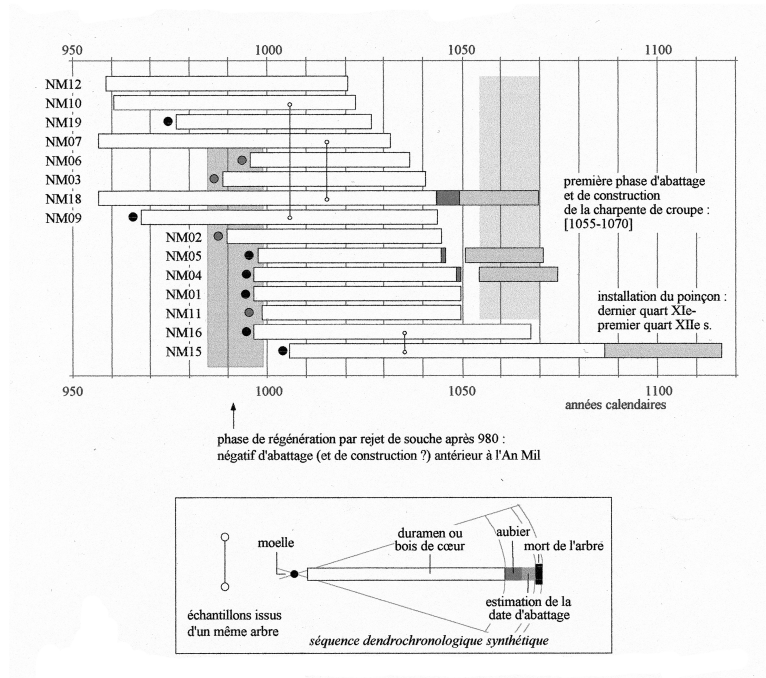 950 1000 1050 1100
NM12
NM10
NM19
NM07
NM06
NM03
NM18
NM09
NM02
NM05
NM04
NM01
NM11
NM16
NM15
première phase d'abattage
et de construction
de la charpente de croupe :
[1055-1070]
installation du poinçon :
dernier quart XIe-
premier quart XIIe s.
950 1000 1050 1100
années calendaires
phase de régénération par rejet de souche après 980 :
négatif d'abattage (et de construction ?) antérieur à l'An Mil
échantillons issus
d'un même arbre
moelle
duramen ou
bois de cœur
aubier
mort de l'arbre
estimation de la
date d'abattage
séquence dendrochronologique synthétique